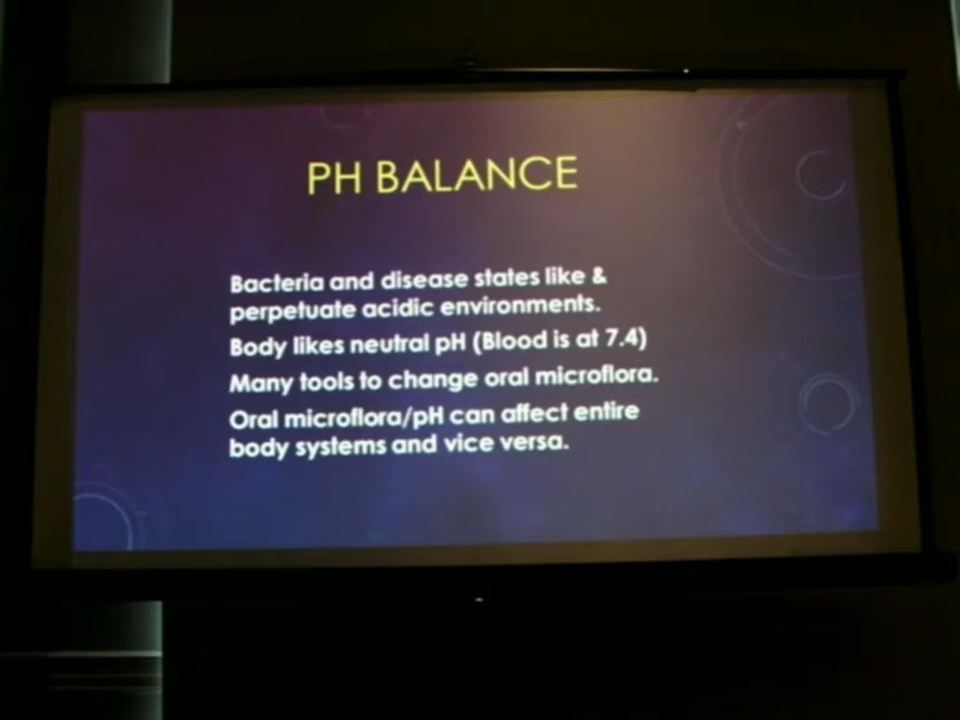 PH BALANCE
Bacteria and disease states like &
perpetuate acidic environments.
Body likes neutral pH (Blood is at 7.4)
Many tools to change oral microflora.
Oral microflora/pH can affect entire
body systems and vice versa.